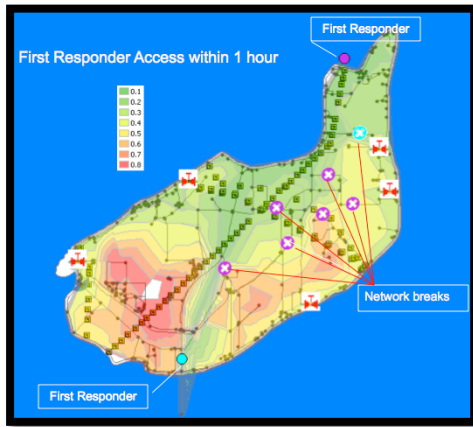 First Responder
First Responder Access within 1 hour
0.1
0.2
0.3
0.4
0.5
0.6
0.7
0.8
Network breaks
First Responder